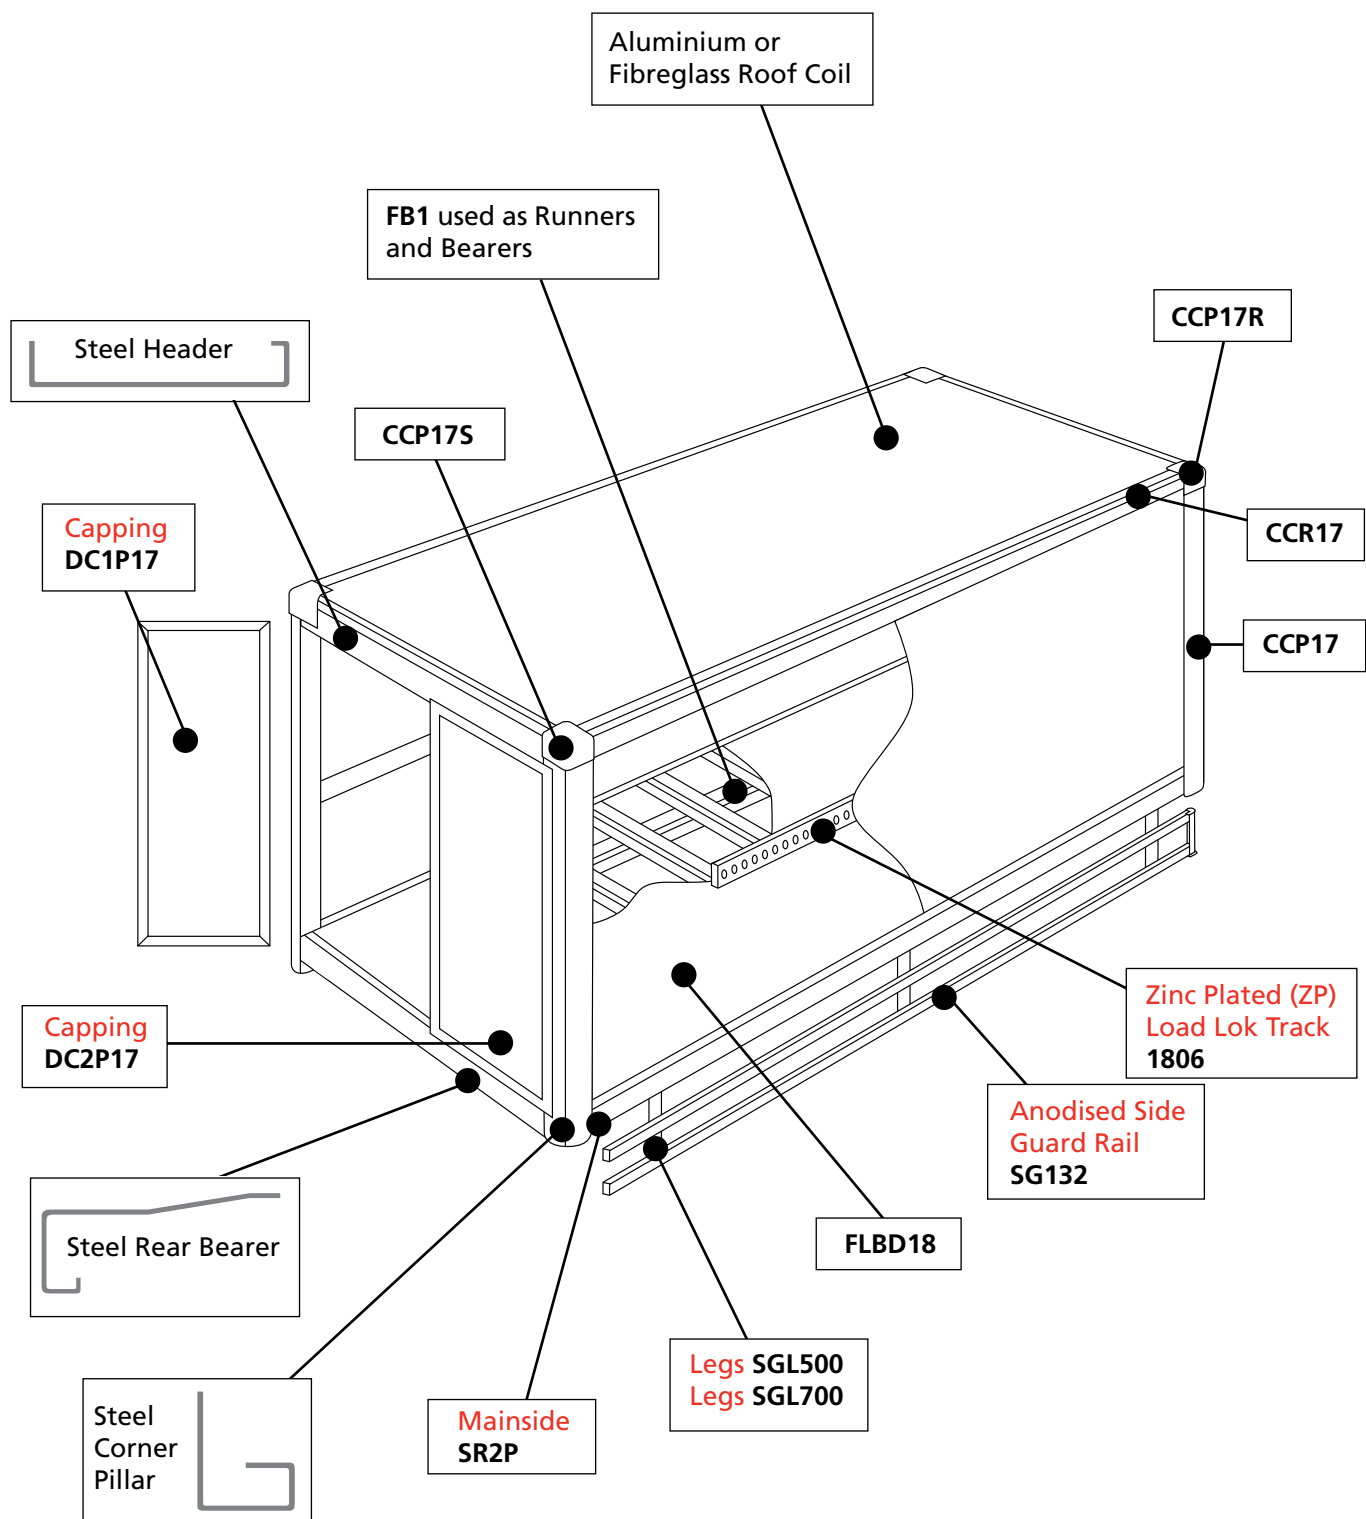 Aluminium or
Fibreglass Roof Coil
FB1 used as Runners
and Bearers
CCP17R
Steel Header
CCP17S
Capping
DC1P17
CCR17
CCP17
Zinc Plated (ZP)
Load Lok Track
1806
Capping
DC2P17
Anodised Side
Guard Rail
SG132
Steel Rear Bearer
FLBD18
Legs SGL500
Legs SGL700
Steel
Corner
Pillar
Mainside
SR2P